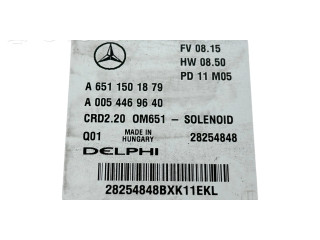 FV 08.15
HW 08.50
PD 11 M05
A 651 150 18 79
A 005 446 96 40
CRD2.20 OM651 - SOLENOID
Q01 MADE IN HUNGARY 28254848
DELPHI
28254848BXK11EKL